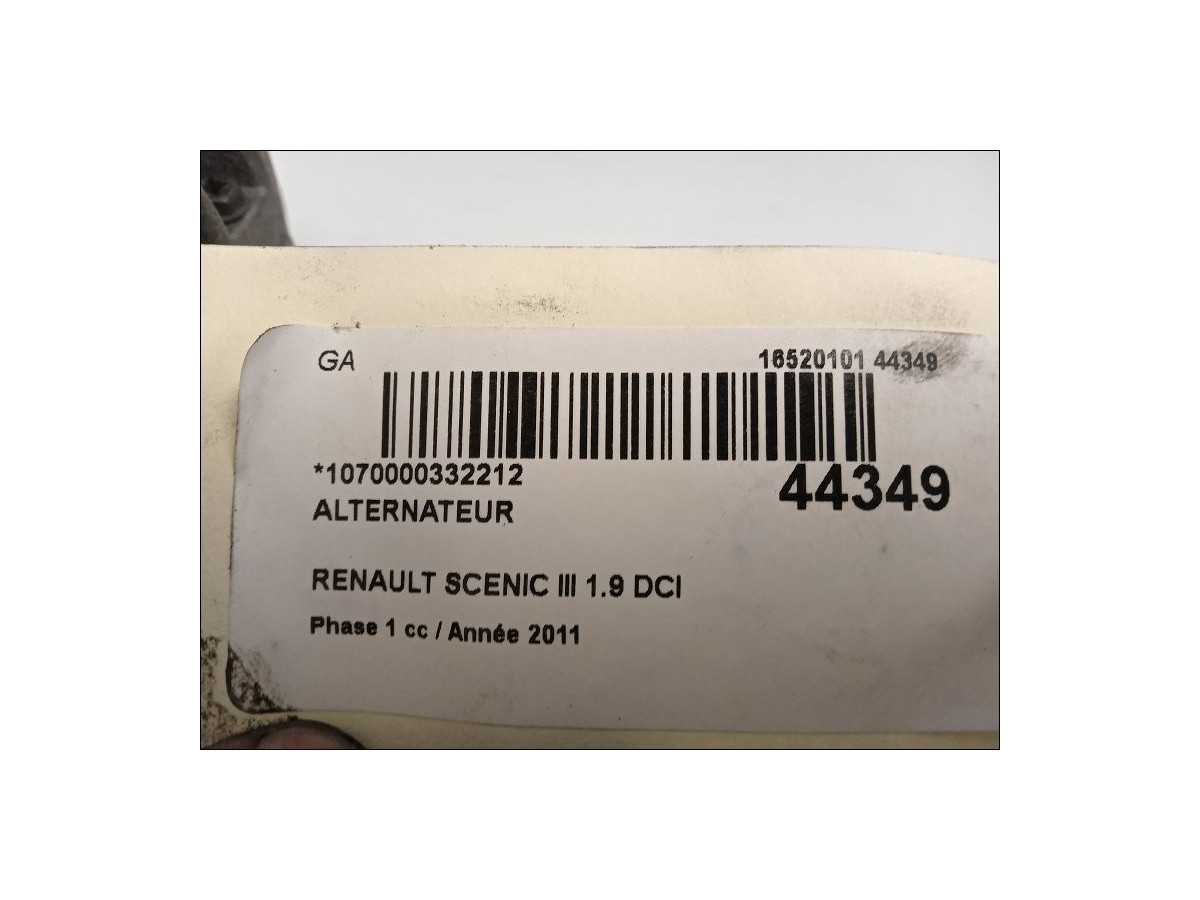 GA 16520101 44349
*1070000332212 44349
ALTERNATEUR
RENAULT SCENIC III 1.9 DCI
Phase 1 cc / Année 2011